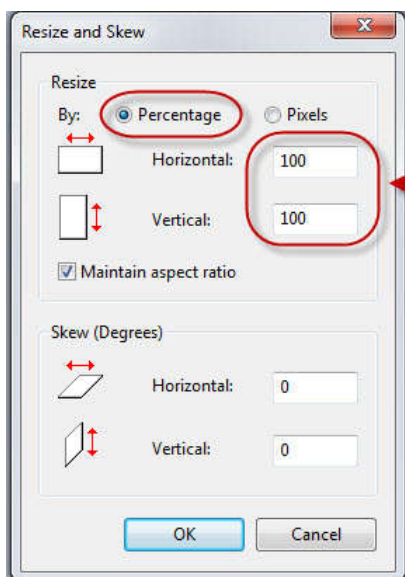 Resize and Skew
Resize
By: Percentage Pixels
Horizontal: 100
Vertical: 100
Maintain aspect ratio
Skew (Degrees)
Horizontal: 0
Vertical: 0
OK Cancel